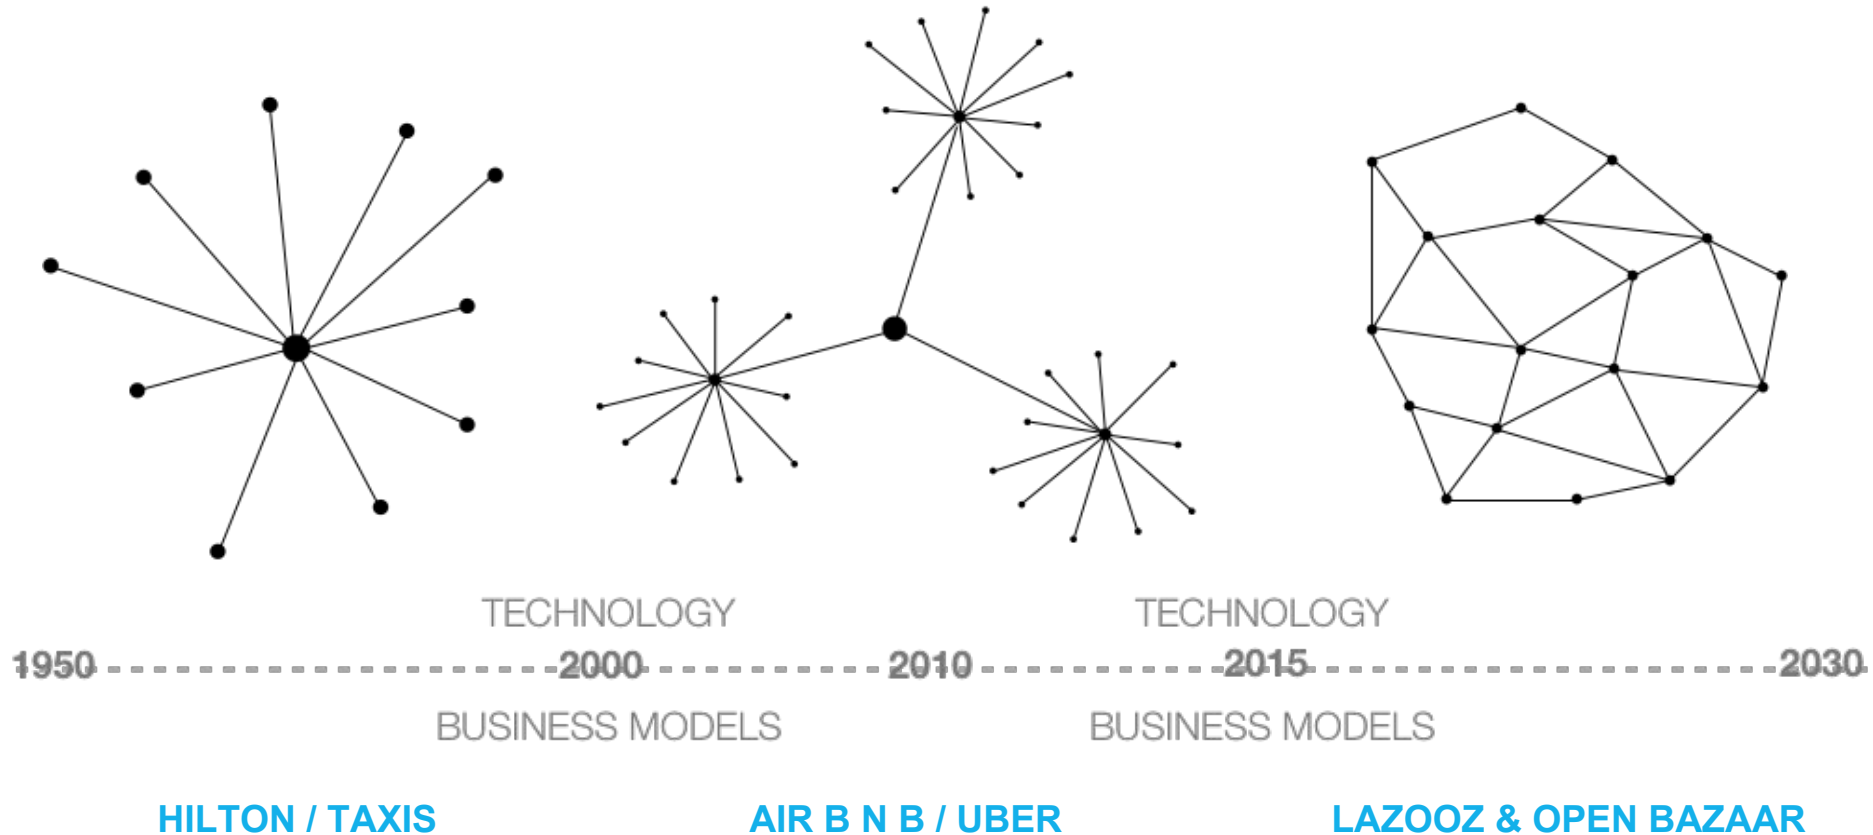 TECHNOLOGY TECHNOLOGY
1950 2000 2010 2015 2030
BUSINESS MODELS BUSINESS MODELS
HILTON / TAXIS AIR B N B / UBER LAZOOZ & OPEN BAZAAR